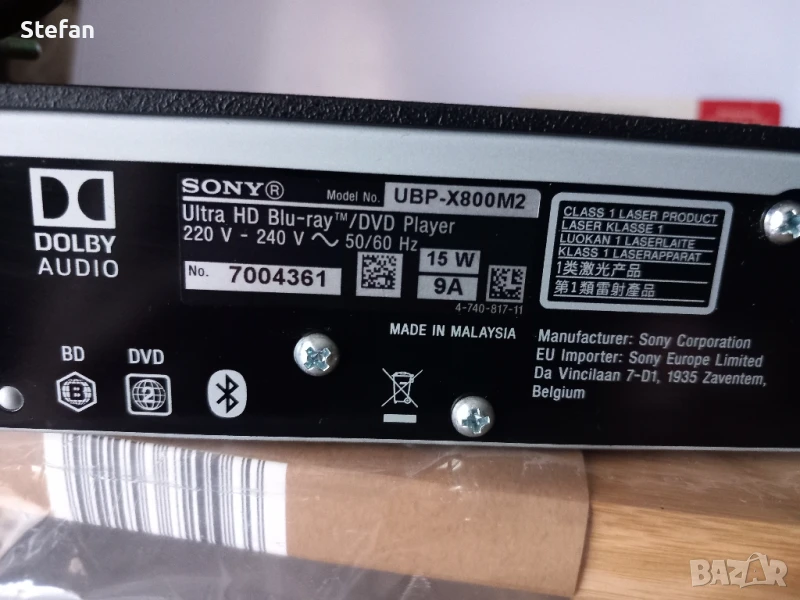 Stefan
DOLBY
AUDIO
SONY®
Model No. UBP-X800M2
Ultra HD Blu-ray™/DVD Player
220 V - 240 V ~ 50/60 Hz
No. 7004361
15 W
9A
4-740-817-11
CLASS 1 LASER PRODUCT
LASER KLASSE 1
LUOKAN 1 LASERLAITE
KLASS 1 LASERAPPARAT
1类激光产品
第1類雷射產品
MADE IN MALAYSIA
Manufacturer: Sony Corporation
EU Importer: Sony Europe Limited
Da Vincilaan 7-D1, 1935 Zaventem,
Belgium
BD
DVD
B
2
BAZAR